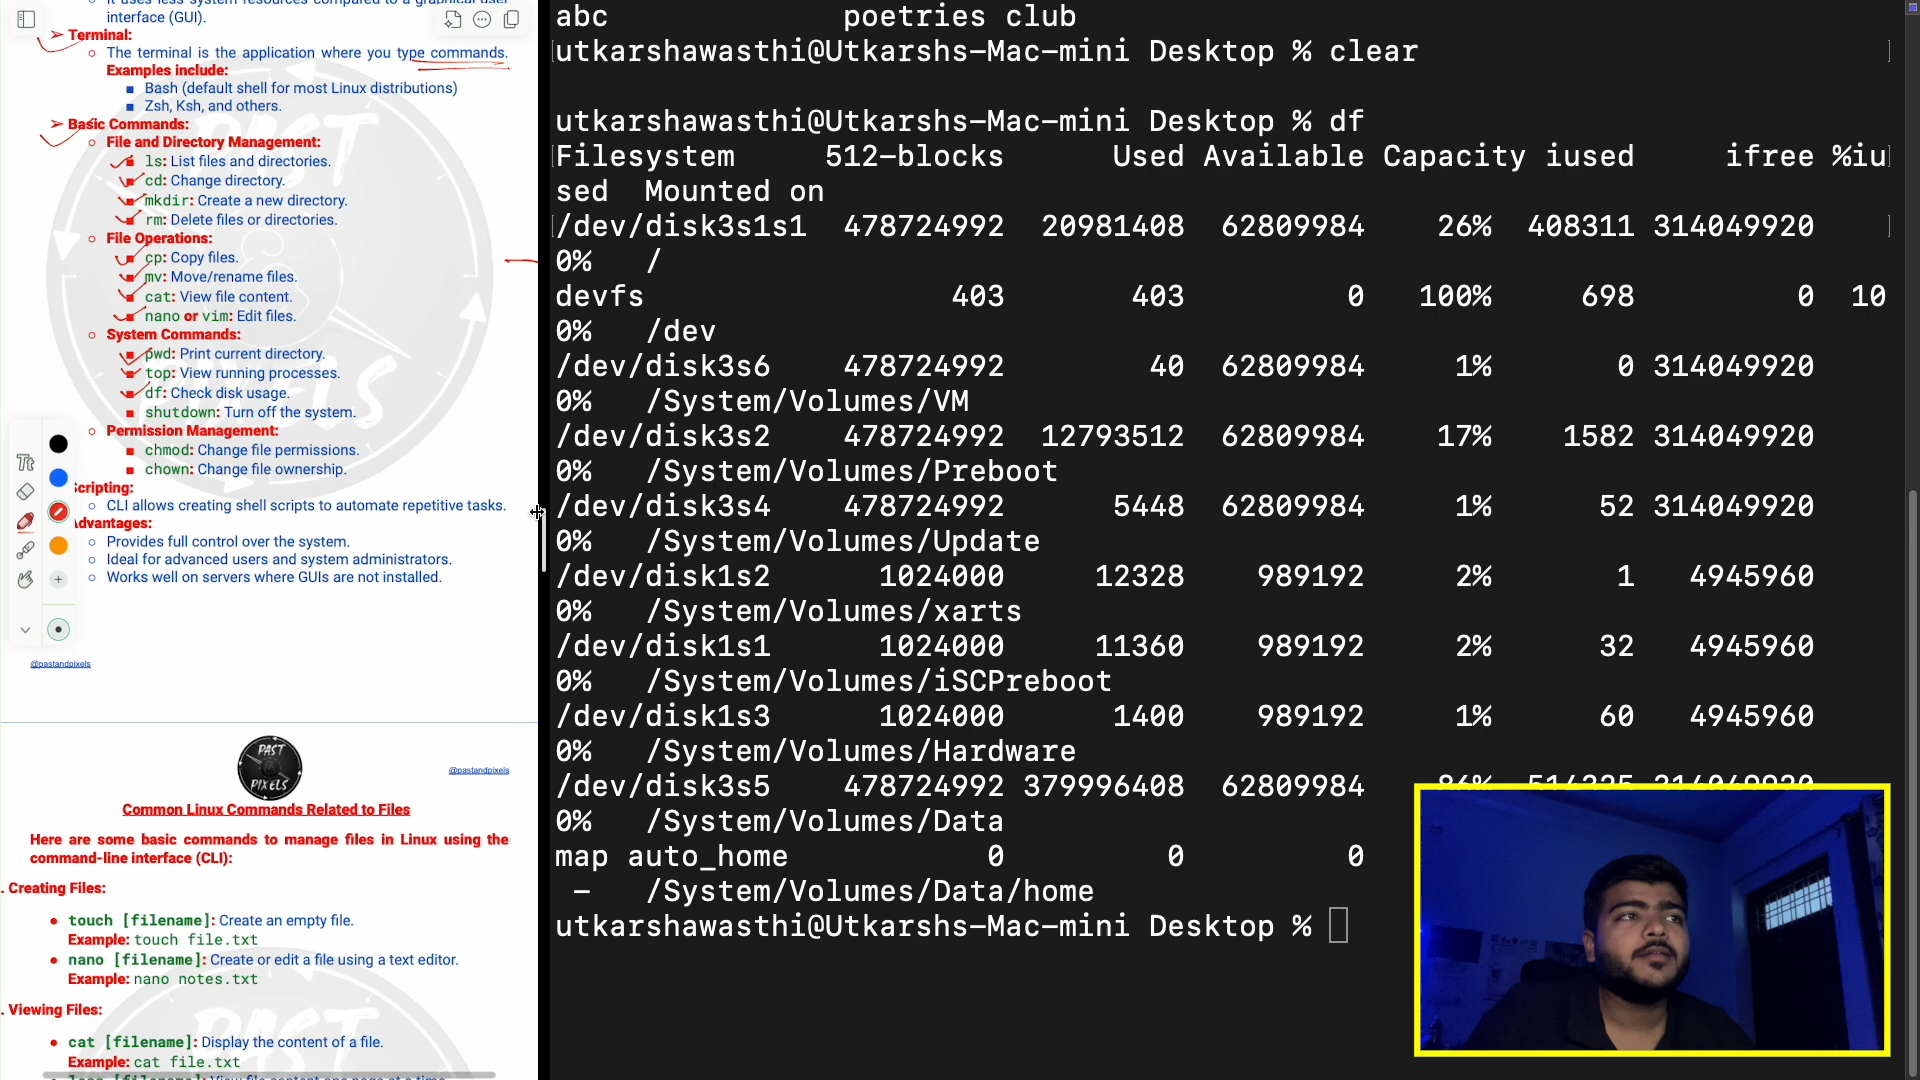 It uses less system resources compared to a graphical user
interface (GUI).
➢ Terminal:
○ The terminal is the application where you type commands.
Examples include:
■ Bash (default shell for most Linux distributions)
■ Zsh, Ksh, and others.
➢ Basic Commands:
○ File and Directory Management:
■ ls: List files and directories.
■ cd: Change directory.
■ mkdir: Create a new directory.
■ rm: Delete files or directories.
○ File Operations:
■ cp: Copy files.
■ mv: Move/rename files.
■ cat: View file content.
■ nano or vim: Edit files.
○ System Commands:
■ pwd: Print current directory.
■ top: View running processes.
■ df: Check disk usage.
■ shutdown: Turn off the system.
○ Permission Management:
■ chmod: Change file permissions.
■ chown: Change file ownership.
cripting:
○ CLI allows creating shell scripts to automate repetitive tasks.
dvantages:
○ Provides full control over the system.
○ Ideal for advanced users and system administrators.
○ Works well on servers where GUIs are not installed.
Tt
PAST
PIXELS
@pastandpixels
PAST
PIXELS
@pastandpixels
Common Linux Commands Related to Files
Here are some basic commands to manage files in Linux using the
command-line interface (CLI):
. Creating Files:
● touch [filename]: Create an empty file.
Example: touch file.txt
● nano [filename]: Create or edit a file using a text editor.
Example: nano notes.txt
. Viewing Files:
● cat [filename]: Display the content of a file.
Example: cat file.txt
PAST
abc poetries club
utkarshawasthi@Utkarshs-Mac-mini Desktop % clear
utkarshawasthi@Utkarshs-Mac-mini Desktop % df
Filesystem 512-blocks Used Available Capacity iused ifree %iu
sed Mounted on
/dev/disk3s1s1 478724992 20981408 62809984 26% 408311 314049920
0% /
devfs 403 403 0 100% 698 0 10
0% /dev
/dev/disk3s6 478724992 40 62809984 1% 0 314049920
0% /System/Volumes/VM
/dev/disk3s2 478724992 12793512 62809984 17% 1582 314049920
0% /System/Volumes/Preboot
/dev/disk3s4 478724992 5448 62809984 1% 52 314049920
0% /System/Volumes/Update
/dev/disk1s2 1024000 12328 989192 2% 1 4945960
0% /System/Volumes/xarts
/dev/disk1s1 1024000 11360 989192 2% 32 4945960
0% /System/Volumes/iSCPreboot
/dev/disk1s3 1024000 1400 989192 1% 60 4945960
0% /System/Volumes/Hardware
/dev/disk3s5 478724992 379996408 62809984 314049920
0% /System/Volumes/Data
map auto_home 0 0 0
- /System/Volumes/Data/home
utkarshawasthi@Utkarshs-Mac-mini Desktop %